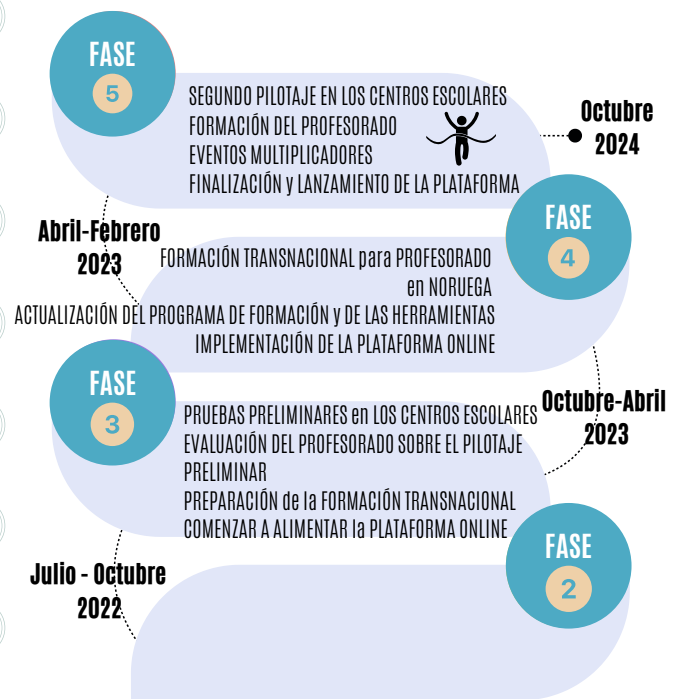 FASE
5
SEGUNDO PILOTAJE EN LOS CENTROS ESCOLARES
FORMACIÓN DEL PROFESORADO
EVENTOS MULTIPLICADORES
FINALIZACIÓN y LANZAMIENTO DE LA PLATAFORMA
Octubre
2024
Abril-Febrero
2023
FASE
4
FORMACIÓN TRANSNACIONAL para PROFESORADO
en NORUEGA
ACTUALIZACIÓN DEL PROGRAMA DE FORMACIÓN y DE LAS HERRAMIENTAS
IMPLEMENTACIÓN DE LA PLATAFORMA ONLINE
FASE
3
PRUEBAS PRELIMINARES en LOS CENTROS ESCOLARES
EVALUACIÓN DEL PROFESORADO SOBRE EL PILOTAJE
PRELIMINAR
PREPARACIÓN de la FORMACIÓN TRANSNACIONAL
COMENZAR A ALIMENTAR la PLATAFORMA ONLINE
Octubre-Abril
2023
Julio - Octubre
2022
FASE
2